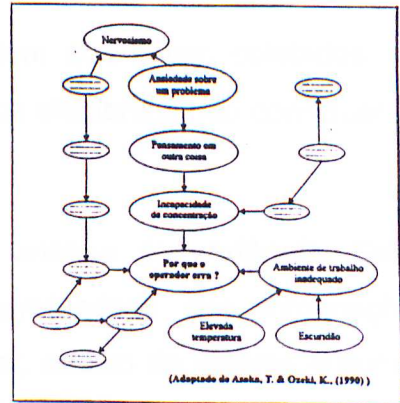 Nervosismo
Ansiedade sobre
um problema
Pensamento em
outra coisa
Incapacidade
de concentração
Por que o
operador erra ?
Ambiente de trabalho
inadequado
Elevada
temperatura
Escuridão
(Adaptado de Asaka, T. & Ozeki, K., (1990) )